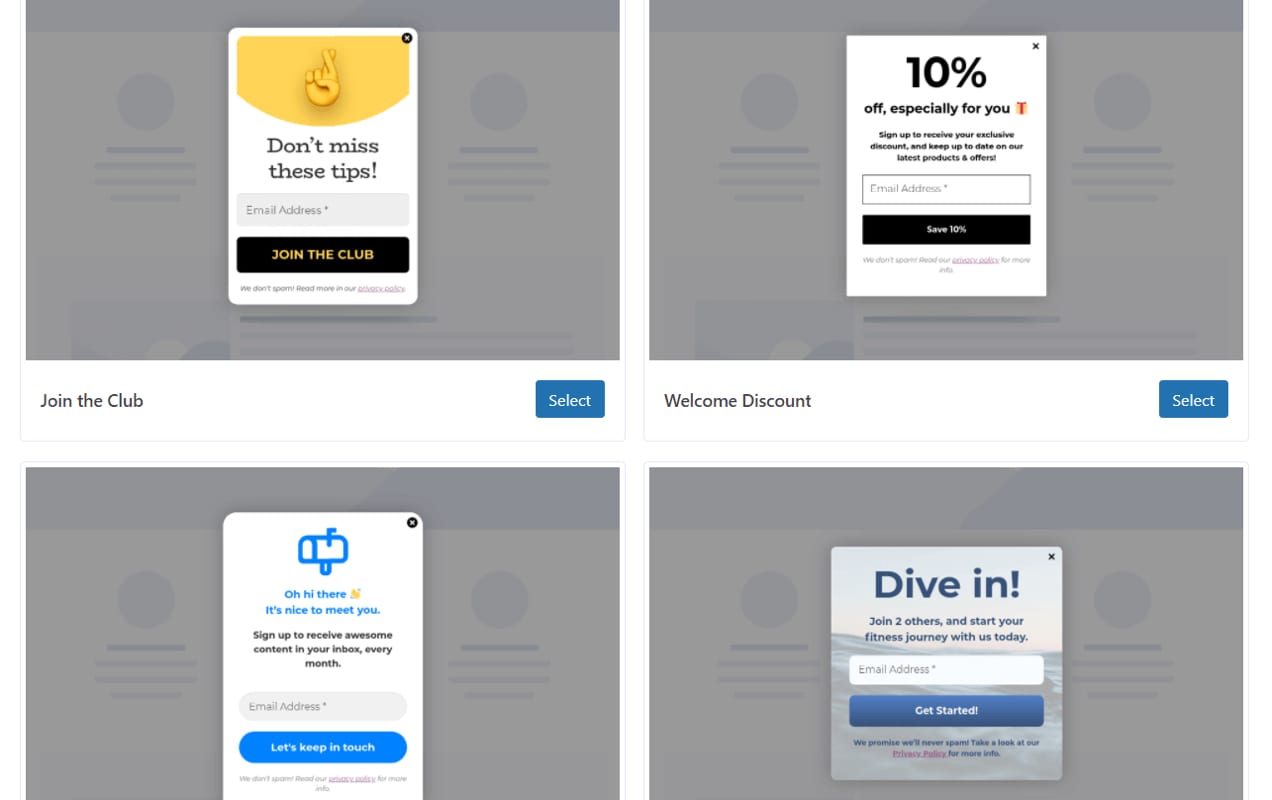 Don't miss
these tips!
Email Address *
JOIN THE CLUB
We don't spam! Read more in our privacy policy.
Join the Club
Select
10%
off, especially for you
Sign up to receive your exclusive
discount, and keep up to date on our
latest products & offers!
Email Address *
Save 10%
We don't spam! Read our privacy policy for more
info.
Welcome Discount
Select
Oh hi there
It's nice to meet you.
Sign up to receive awesome
content in your inbox, every
month.
Email Address *
Let's keep in touch
We don't spam! Read our privacy policy for more
info.
Dive in!
Join 2 others, and start your
fitness journey with us today.
Email Address *
Get Started!
We promise we'll never spam! Take a look at our
Privacy Policy for more info.